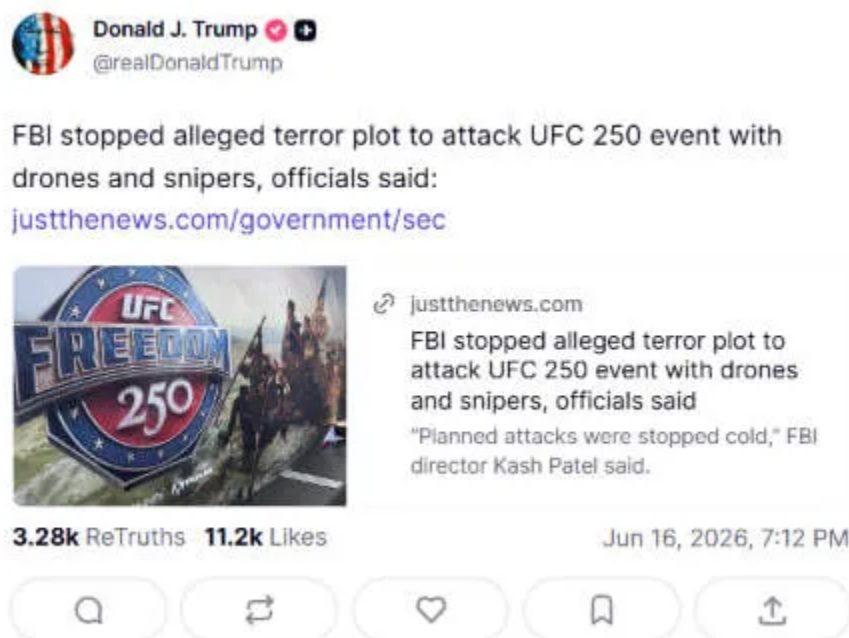 Donald J. Trump
@realDonaldTrump
FBI stopped alleged terror plot to attack UFC 250 event with
drones and snipers, officials said:
justthenews.com/government/sec
UFC
FREEDOM
250
justthenews.com
FBI stopped alleged terror plot to
attack UFC 250 event with drones
and snipers, officials said
"Planned attacks were stopped cold," FBI
director Kash Patel said.
3.28k ReTruths 11.2k Likes
Jun 16, 2026, 7:12 PM